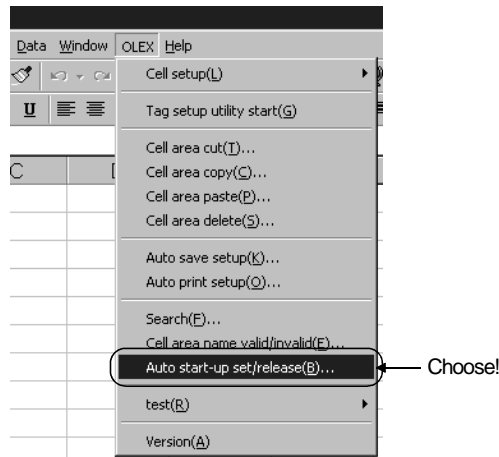 Data Window OLEX Help
Cell setup(L)
Tag setup utility start(G)
U
Cell area cut(T)...
C
Cell area copy(C)...
Cell area paste(P)...
Cell area delete(S)...
Auto save setup(K)...
Auto print setup(O)...
Search(F)...
Cell area name valid/invalid(E)...
Auto start-up set/release(B)... Choose!
test(R)
Version(A)